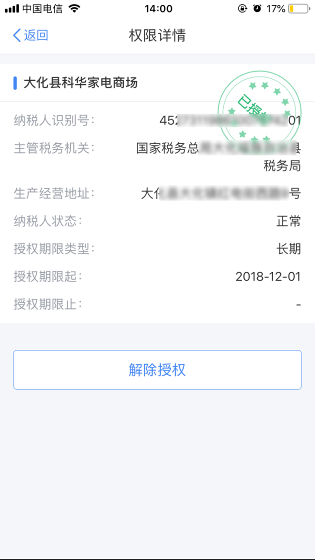 中国电信
14:00
17%
返回
权限详情
大化县科华家电商场
已授
纳税人识别号：
45 01
主管税务机关：
国家税务总 县
税务局
生产经营地址：
大化 号
纳税人状态：
正常
授权期限类型：
长期
授权期限起：
2018-12-01
授权期限止：
-
解除授权